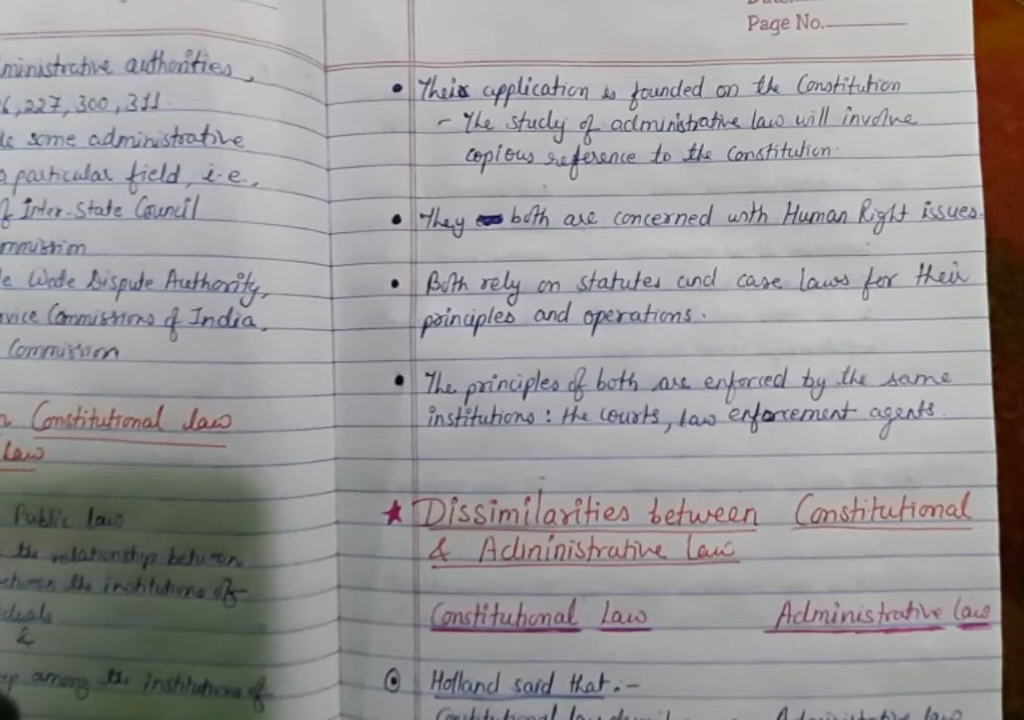 ministrative authorities,
6, 227, 300, 311.
some administrative
a particular field, i.e.,
of Inter-State Council
mmission
Dispute Authority,
rvice Commissions of India,
Commission
Constitutional law
Law
Public law
the relationship between
between the institutions of
duals
&
among the institutions of
Page No.
• Their application is founded on the Constitution
- The study of administrative law will involve
copious reference to the Constitution.
• They both are concerned with Human Right issues.
• Both rely on statutes and case laws for their
principles and operations.
• The principles of both are enforced by the same
institutions : the courts, law enforcement agents.
★ Dissimilarities between Constitutional
& Administrative law
Constitutional Law Administrative law
Holland said that :-
Administrative law